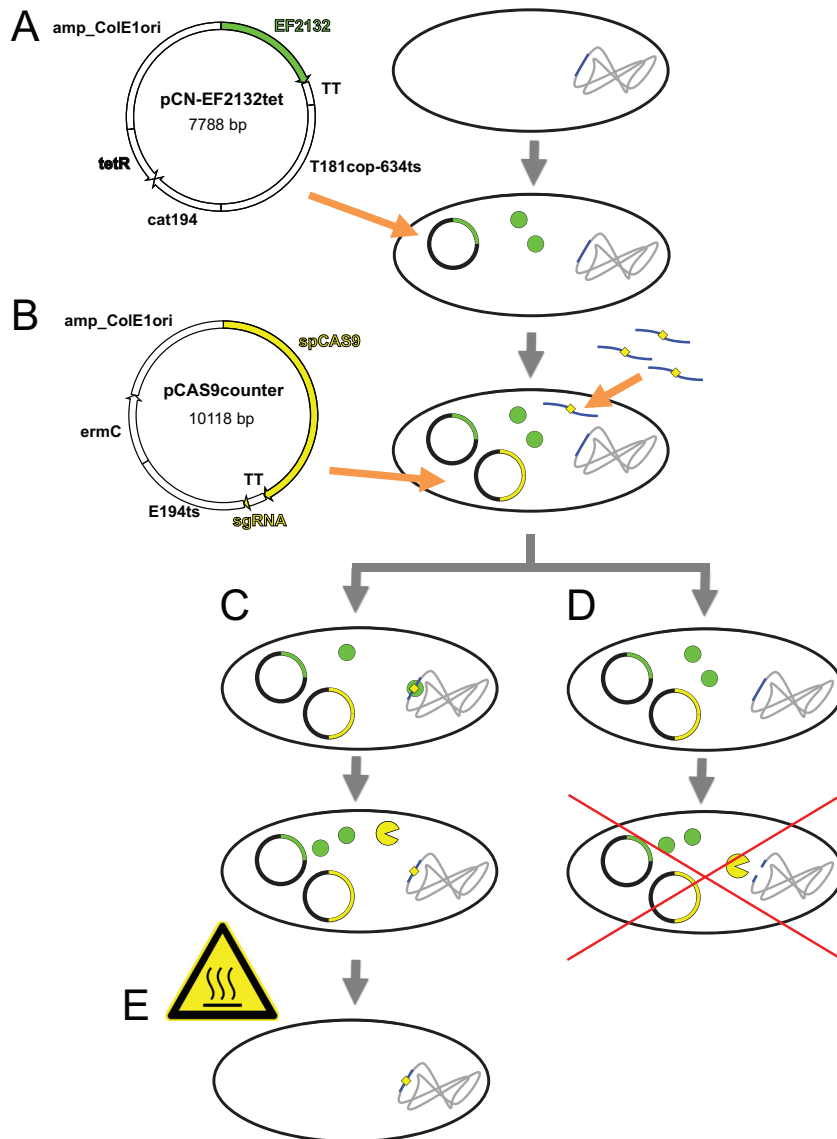 A
amp_ColE1ori
EF2132
TT
pCN-EF2132tet
7788 bp
tetR
T181cop-634ts
cat194
B
amp_ColE1ori
spCAS9
pCAS9counter
10118 bp
ermC
TT
E194ts
sgRNA
C
D
E